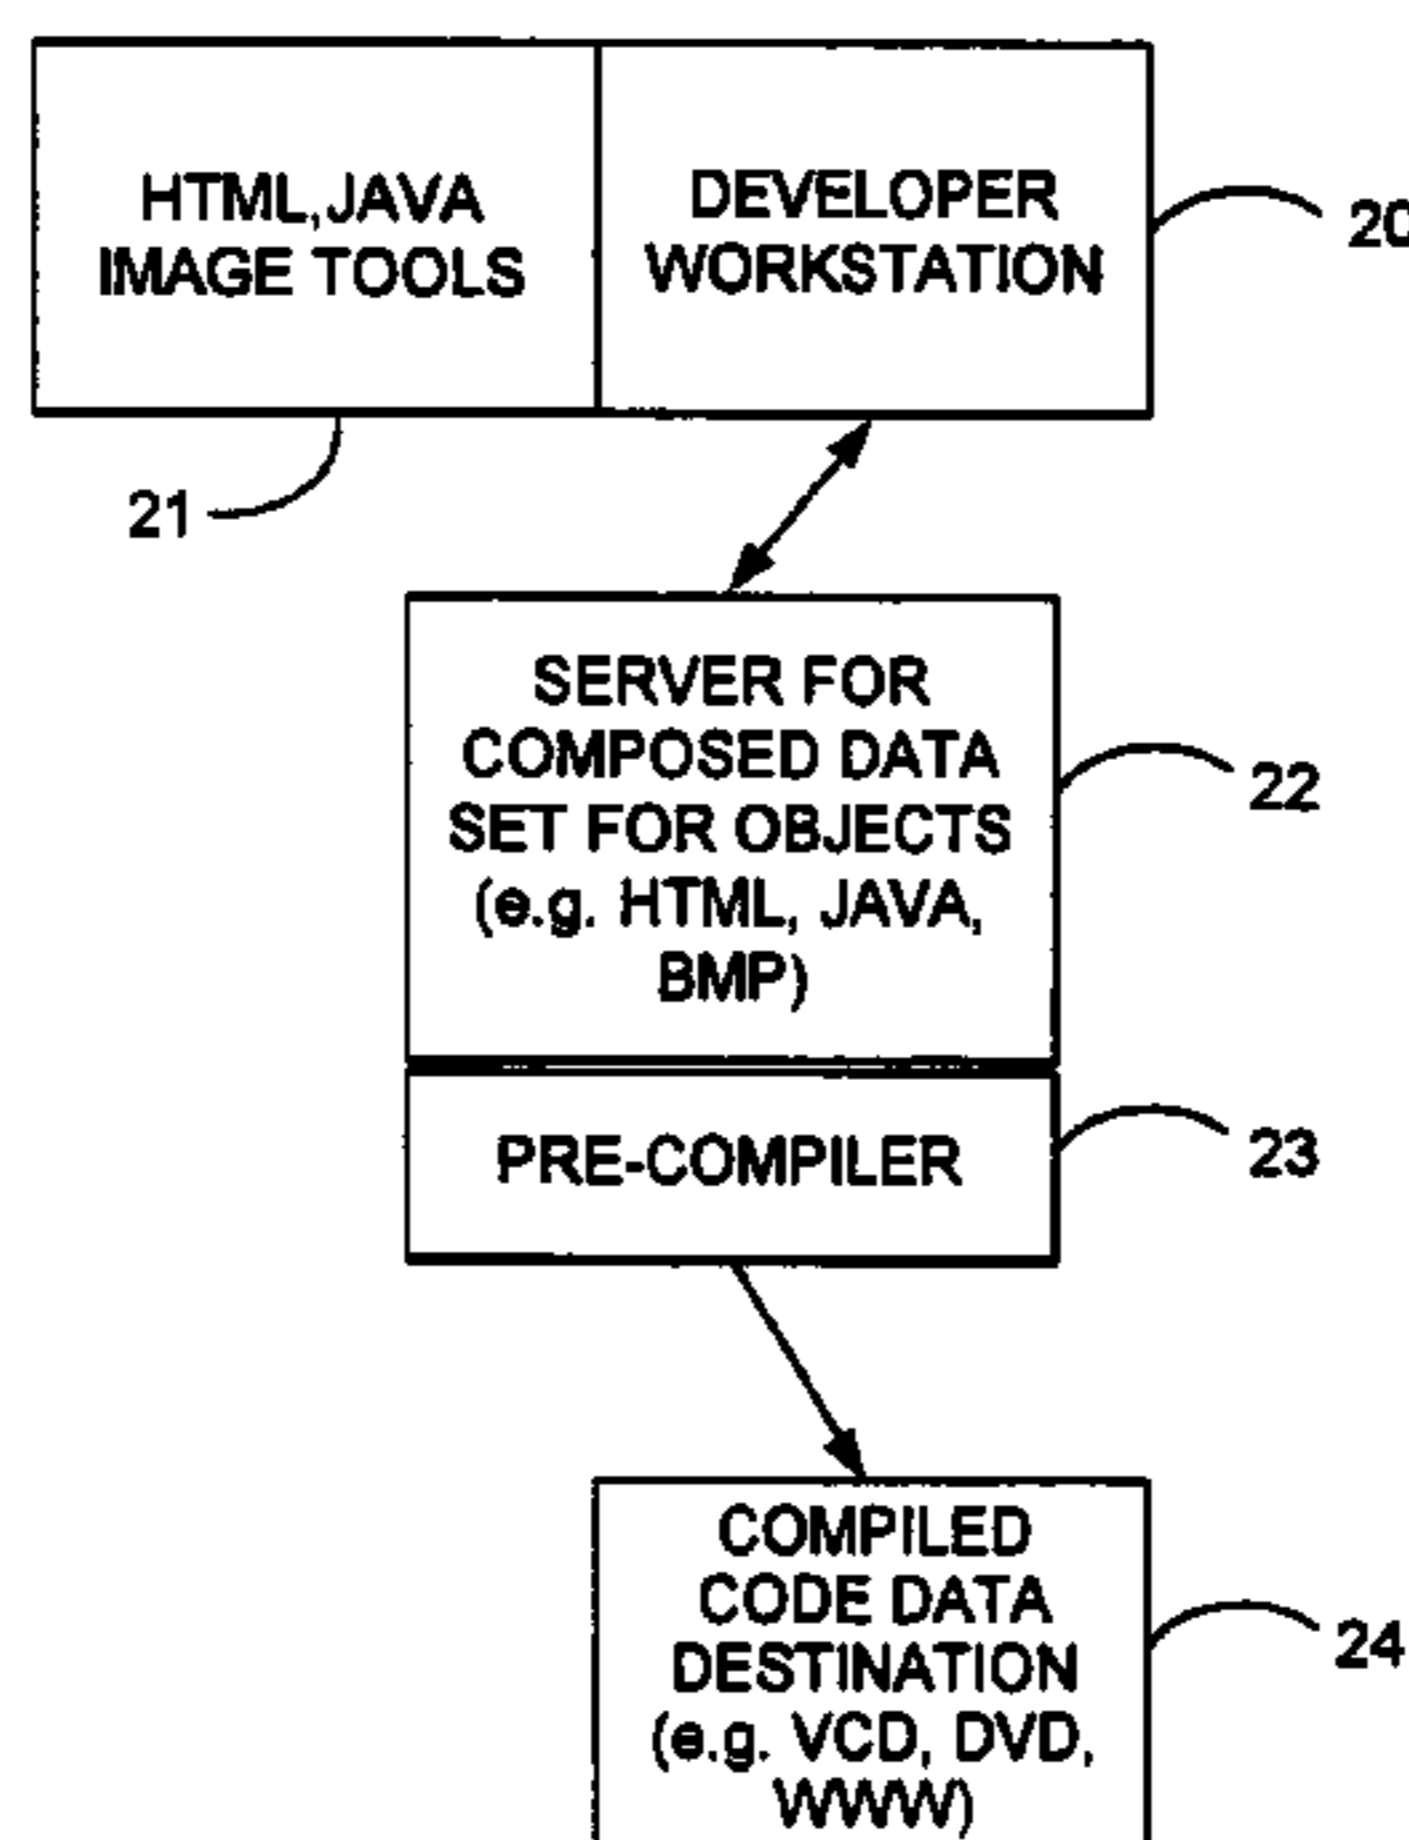 HTML,JAVA
IMAGE TOOLS
DEVELOPER
WORKSTATION
20
21
SERVER FOR
COMPOSED DATA
SET FOR OBJECTS
(e.g. HTML, JAVA,
BMP)
22
PRE-COMPILER
23
COMPILED
CODE DATA
DESTINATION
(e.g. VCD, DVD,
WWW)
24